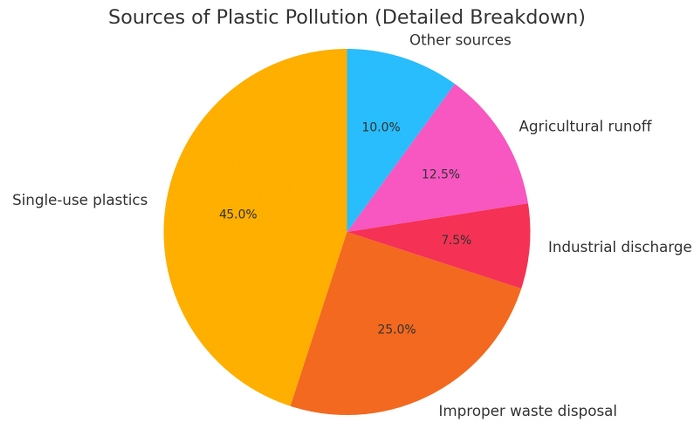 Sources of Plastic Pollution (Detailed Breakdown)
Other sources
10.0%
Agricultural runoff
12.5%
Single-use plastics
45.0%
7.5%
Industrial discharge
25.0%
Improper waste disposal